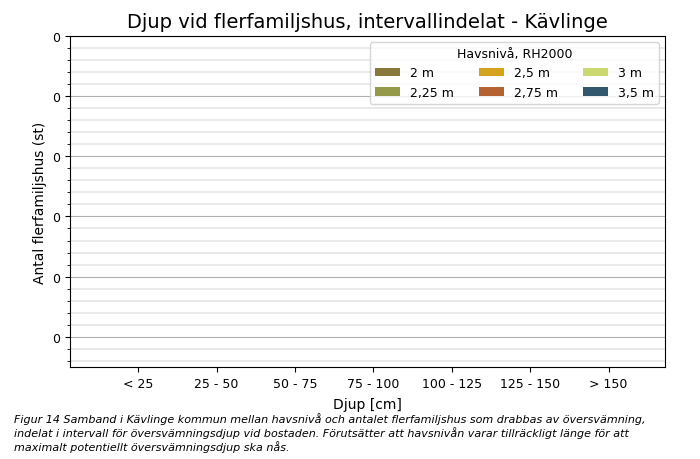 Djup vid flerfamiljshus, intervallindelat - Kävlinge
Havsnivå, RH2000
2 m
2,5 m
3 m
2,25 m
2,75 m
3,5 m
Antal flerfamiljshus (st)
0
0
0
0
0
0
< 25
25 - 50
50 - 75
75 - 100
100 - 125
125 - 150
> 150
Djup [cm]
Figur 14 Samband i Kävlinge kommun mellan havsnivå och antalet flerfamiljshus som drabbas av översvämning,
indelat i intervall för översvämningsdjup vid bostaden. Förutsätter att havsnivån varar tillräckligt länge för att
maximalt potentiellt översvämningsdjup ska nås.